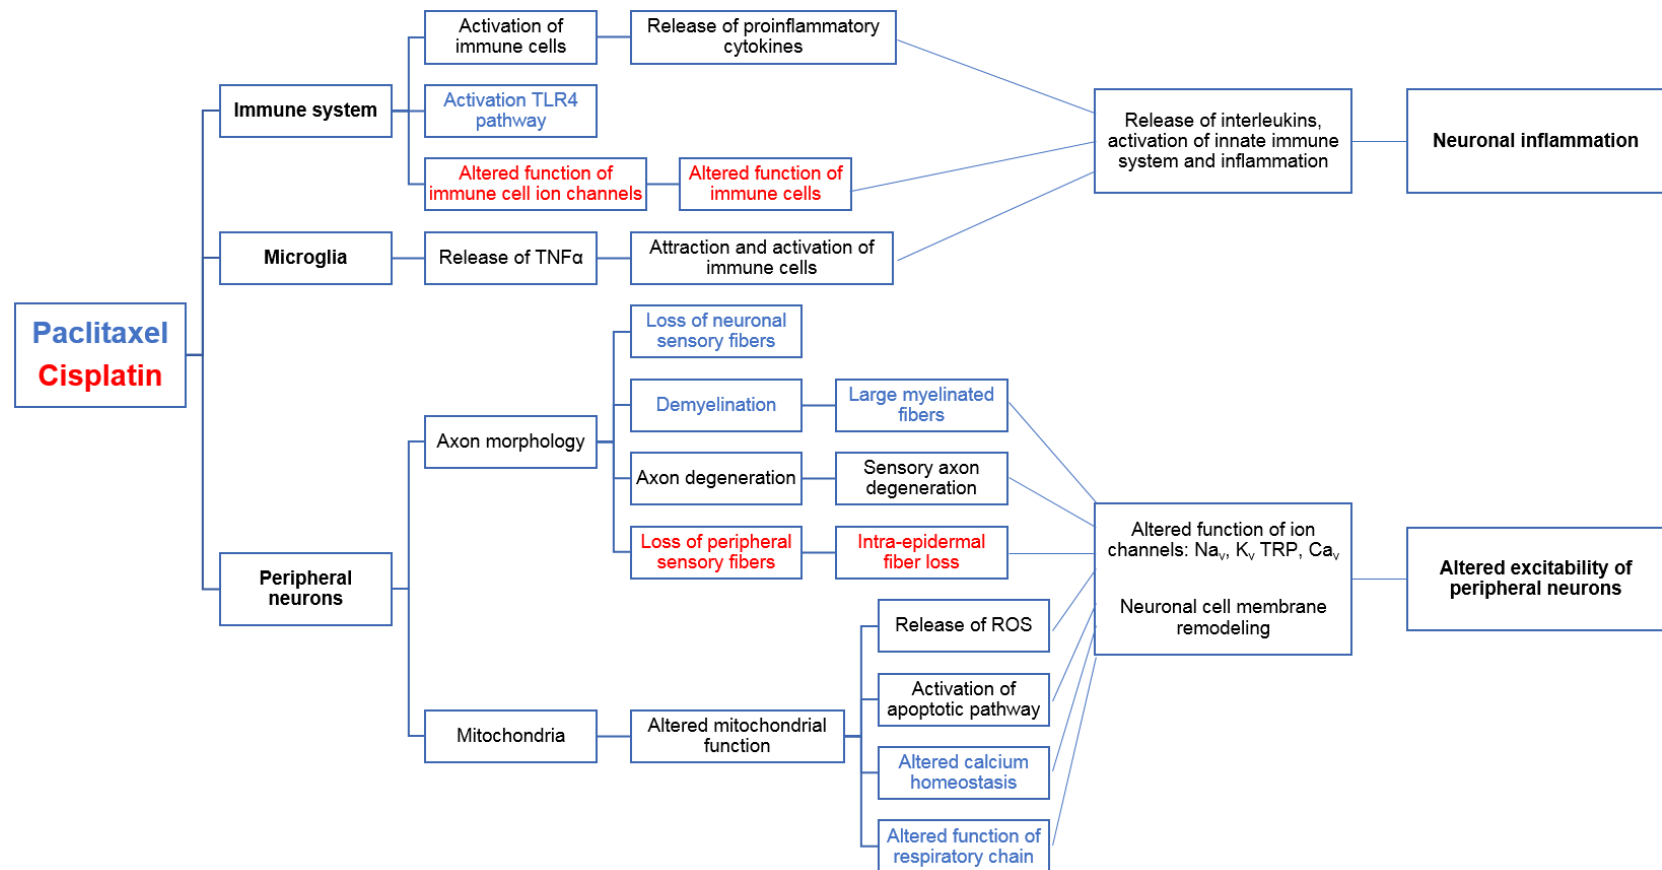 Paclitaxel
Cisplatin
Immune system
Activation of
immune cells
Release of proinflammatory
cytokines
Activation TLR4
pathway
Altered function of
immune cell ion channels
Altered function of
immune cells
Release of interleukins,
activation of innate immune
system and inflammation
Neuronal inflammation
Microglia
Release of TNFα
Attraction and activation of
immune cells
Peripheral
neurons
Axon morphology
Loss of neuronal
sensory fibers
Demyelination
Large myelinated
fibers
Axon degeneration
Sensory axon
degeneration
Loss of peripheral
sensory fibers
Intra-epidermal
fiber loss
Mitochondria
Altered mitochondrial
function
Release of ROS
Activation of
apoptotic pathway
Altered calcium
homeostasis
Altered function of
respiratory chain
Altered function of ion
channels: Naᵥ, Kᵥ TRP, Caᵥ
Neuronal cell membrane
remodeling
Altered excitability of
peripheral neurons